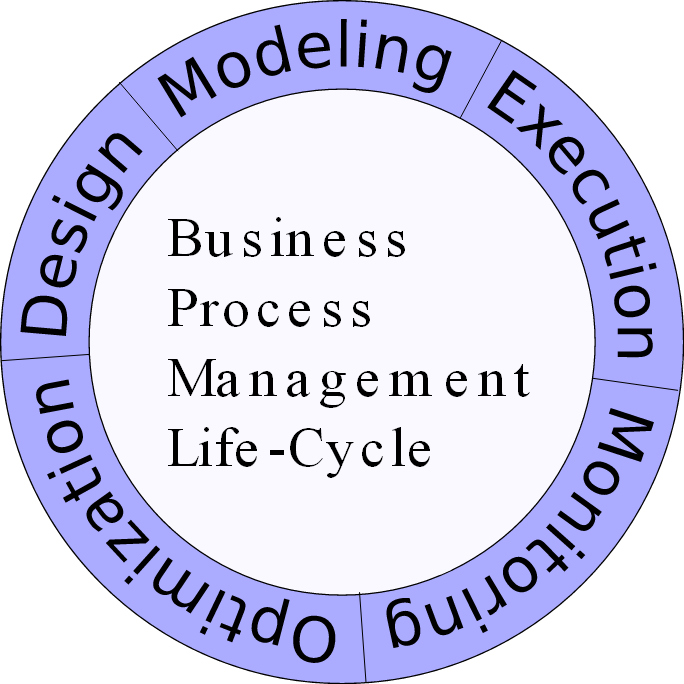 Modeling
Execution
Monitoring
Optimization
Design
Business
Process
Management
Life-Cycle